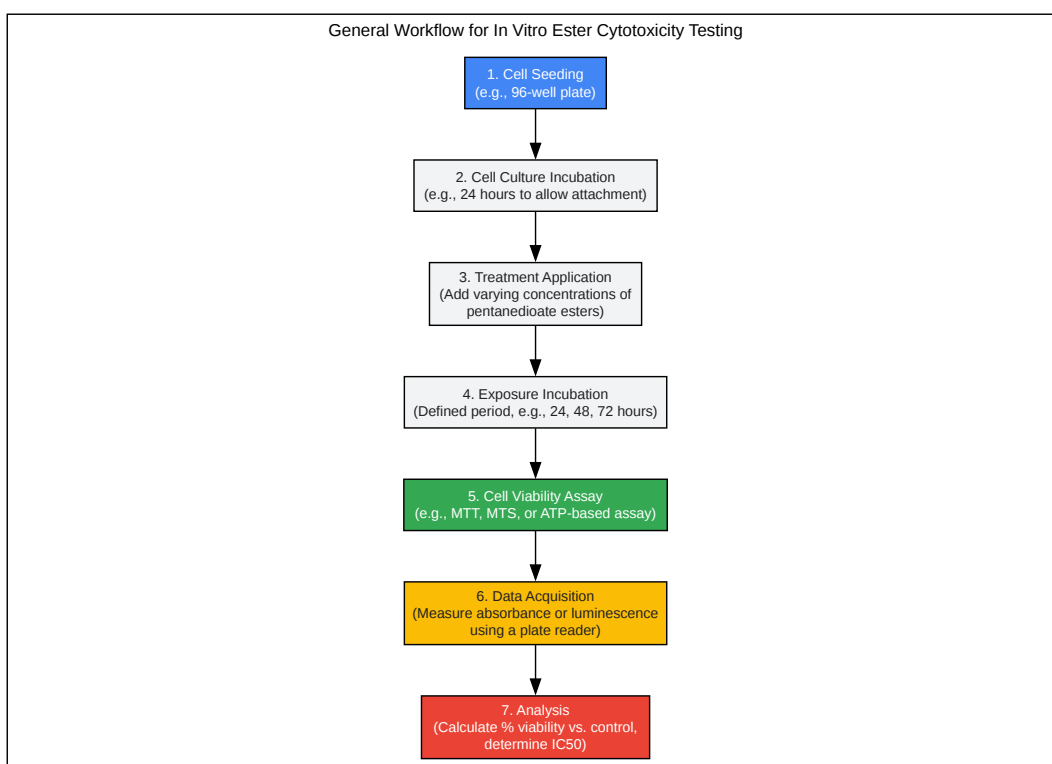 General Workflow for In Vitro Ester Cytotoxicity Testing
1. Cell Seeding
(e.g., 96-well plate)
2. Cell Culture Incubation
(e.g., 24 hours to allow attachment)
3. Treatment Application
(Add varying concentrations of
pentanedioate esters)
4. Exposure Incubation
(Defined period, e.g., 24, 48, 72 hours)
5. Cell Viability Assay
(e.g., MTT, MTS, or ATP-based assay)
6. Data Acquisition
(Measure absorbance or luminescence
using a plate reader)
7. Analysis
(Calculate % viability vs. control,
determine IC50)